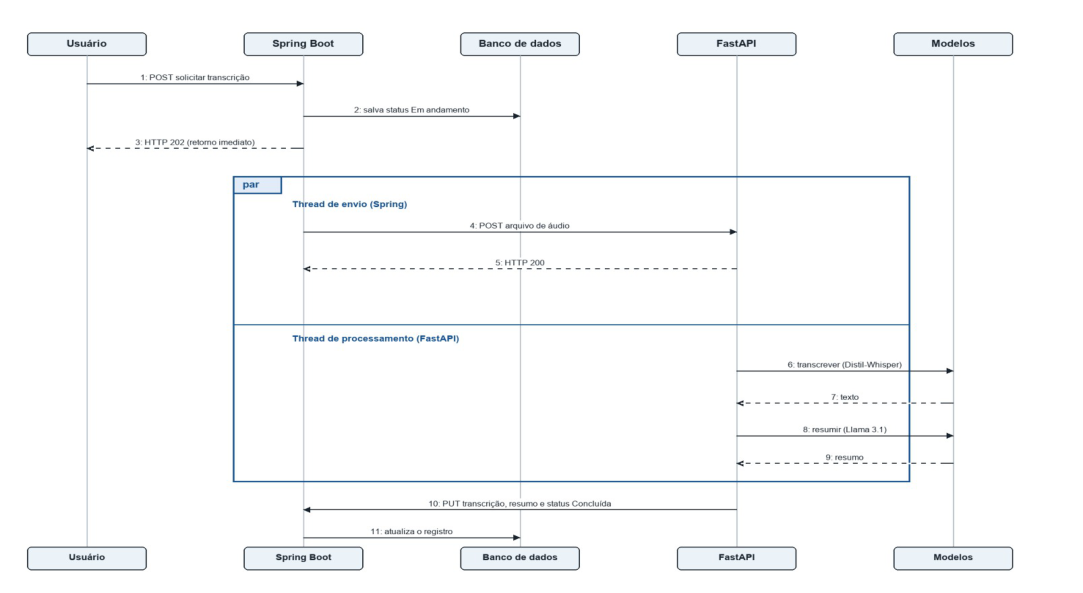 Usuário
Spring Boot
Banco de dados
FastAPI
Modelos
1: POST solicitar transcrição
2: salva status Em andamento
3: HTTP 202 (retorno imediato)
par
Thread de envio (Spring)
4: POST arquivo de áudio
5: HTTP 200
Thread de processamento (FastAPI)
6: transcrever (Distil-Whisper)
7: texto
8: resumir (Llama 3.1)
9: resumo
10: PUT transcrição, resumo e status Concluída
11: atualiza o registro
Usuário
Spring Boot
Banco de dados
FastAPI
Modelos